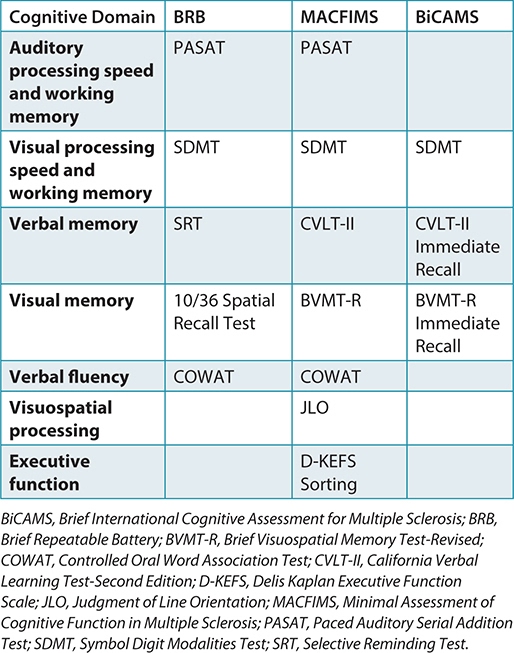 Cognitive Domain BRB MACFIMS BiCAMS
Auditory processing speed and working memory PASAT PASAT
Visual processing speed and working memory SDMT SDMT SDMT
Verbal memory SRT CVLT-II CVLT-II Immediate Recall
Visual memory 10/36 Spatial Recall Test BVMT-R BVMT-R Immediate Recall
Verbal fluency COWAT COWAT
Visuospatial processing JLO
Executive function D-KEFS Sorting
BiCAMS, Brief International Cognitive Assessment for Multiple Sclerosis; BRB,
Brief Repeatable Battery; BVMT-R, Brief Visuospatial Memory Test-Revised;
COWAT, Controlled Oral Word Association Test; CVLT-II, California Verbal
Learning Test-Second Edition; D-KEFS, Delis Kaplan Executive Function
Scale; JLO, Judgment of Line Orientation; MACFIMS, Minimal Assessment of
Cognitive Function in Multiple Sclerosis; PASAT, Paced Auditory Serial Addition
Test; SDMT, Symbol Digit Modalities Test; SRT, Selective Reminding Test.